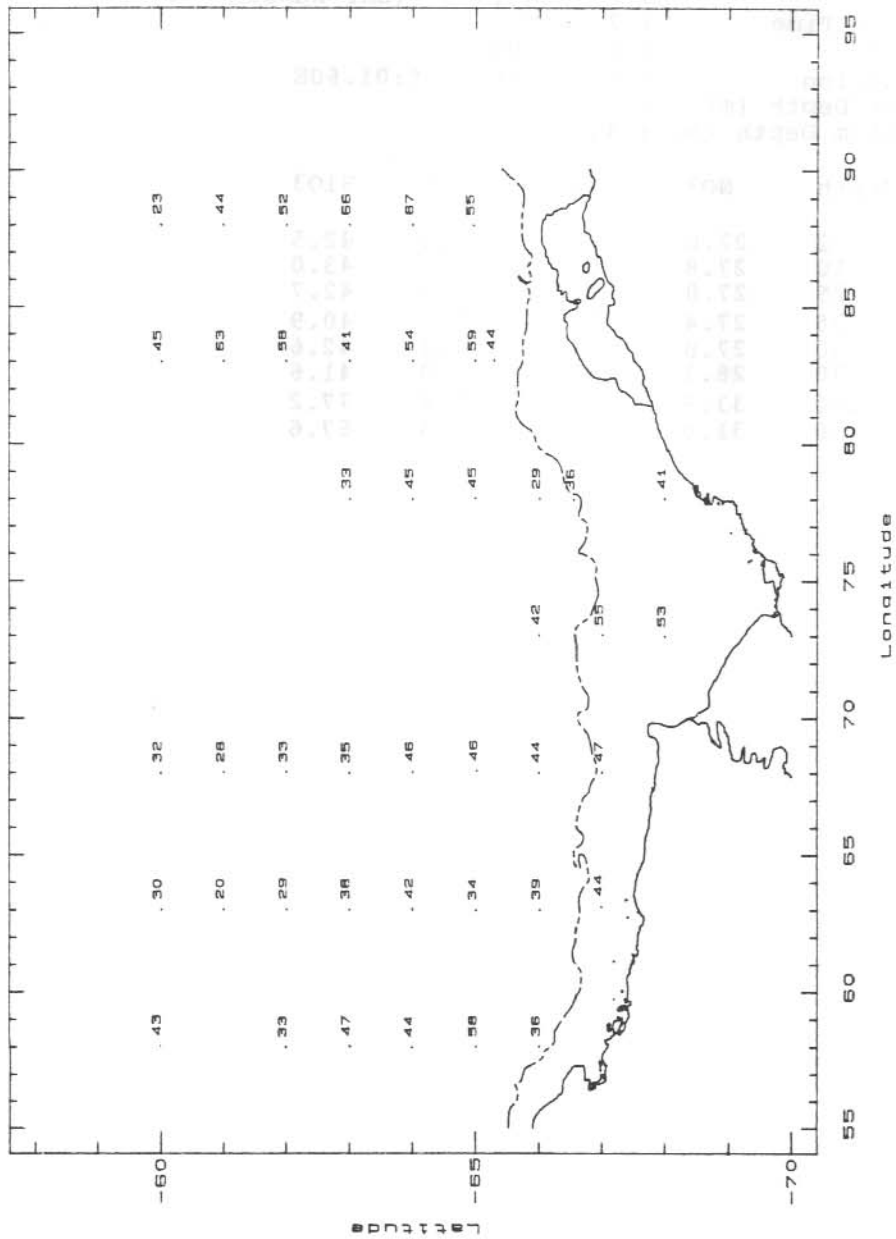 Latitude
-60
-65
-70
.43 .30 .32 .45 .23
.20 .28 .63 .44
.33 .29 .33 .58 .52
.47 .38 .35 .33 .41 .66
.44 .42 .46 .45 .54 .67
.58 .34 .46 .45 .59 .55
.44
.36 .39 .44 .42 .29
.36
.44 .47 .55
.53 .41
55 60 65 70 75 80 85 90 95
Longitude